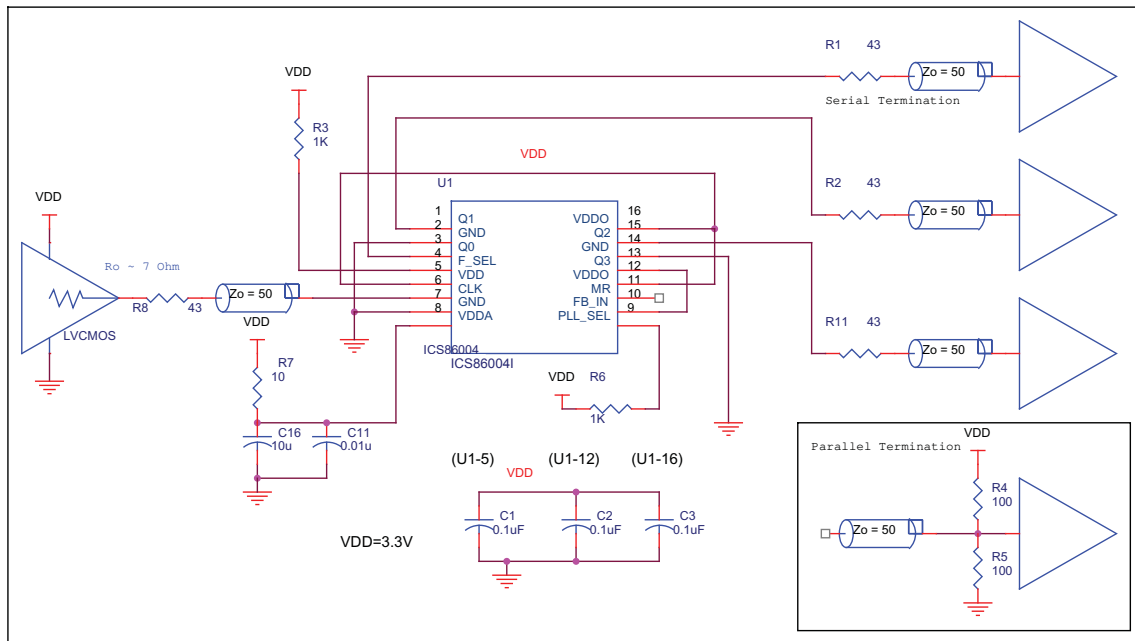 R1 43
Zo = 50
Serial Termination
VDD
R3
1K
VDD
U1
R2 43
Zo = 50
VDD
1
2
3
4
5
6
7
8
Q1
GND
Q0
F_SEL
VDD
CLK
GND
VDDA
VDDO
Q2
GND
Q3
VDDO
MR
FB_IN
PLL_SEL
16
15
14
13
12
11
10
9
ICS86004
ICS86004I
Ro ~ 7 Ohm
R8 43
Zo = 50
LVCMOS
VDD
R7
10
C16
10u
C11
0.01u
VDD
R6
1K
R11 43
Zo = 50
(U1-5) (U1-12) (U1-16)
VDD
C1
0.1uF
C2
0.1uF
C3
0.1uF
VDD=3.3V
Parallel Termination
VDD
R4
100
Zo = 50
R5
100